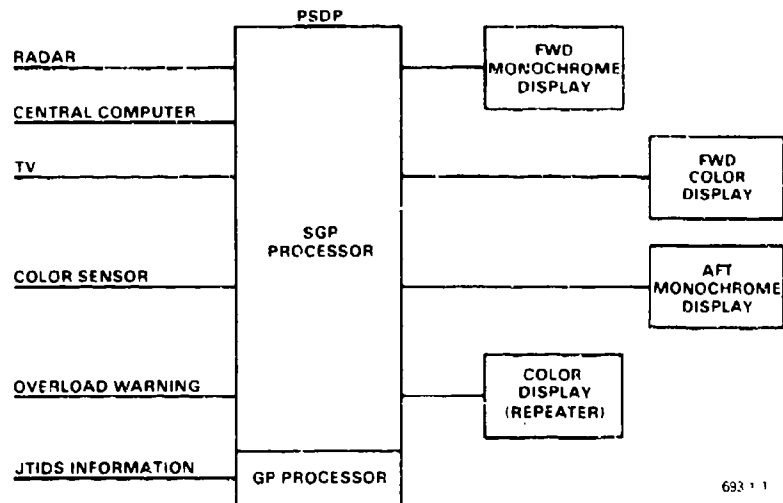 PSDP
RADAR
CENTRAL COMPUTER
TV
COLOR SENSOR
OVERLOAD WARNING
JTIDS INFORMATION
SGP
PROCESSOR
GP PROCESSOR
FWD
MONOCHROME
DISPLAY
FWD
COLOR
DISPLAY
AFT
MONOCHROME
DISPLAY
COLOR
DISPLAY
(REPEATER)
693